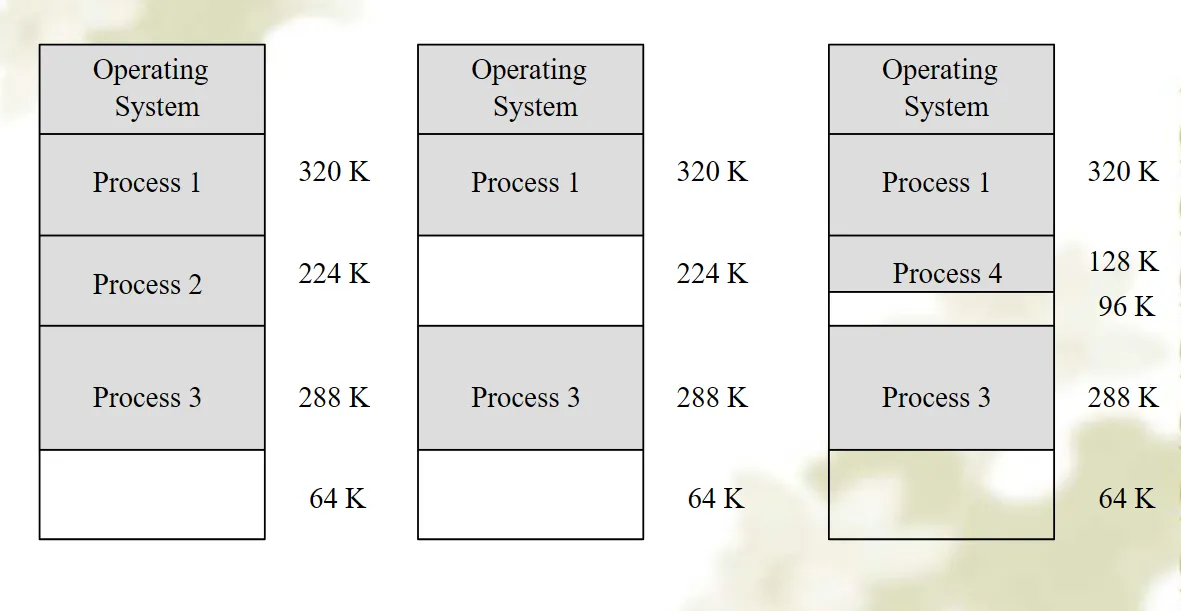 Operating
System
Process 1
320 K
Process 2
224 K
Process 3
288 K
64 K
Operating
System
Process 1
320 K
224 K
Process 3
288 K
64 K
Operating
System
Process 1
320 K
Process 4
128 K
96 K
Process 3
288 K
64 K